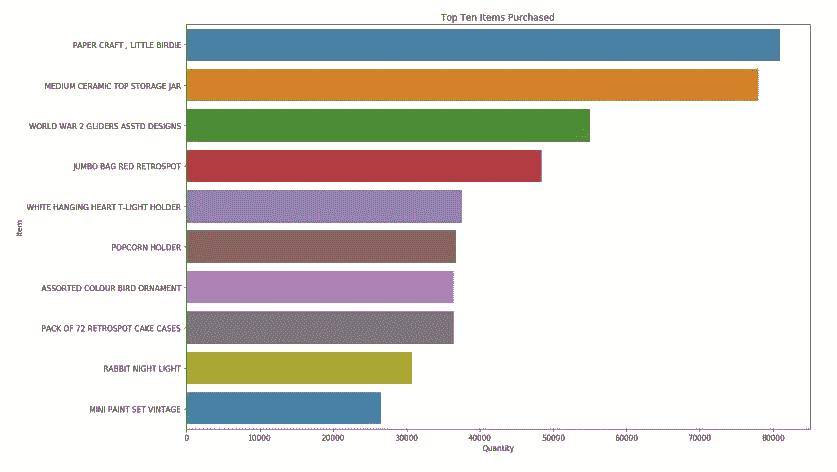 Top Ten Items Purchased
PAPER CRAFT , LITTLE BIRDIE
MEDIUM CERAMIC TOP STORAGE JAR
WORLD WAR 2 GLIDERS ASSTD DESIGNS
JUMBO BAG RED RETROSPOT
WHITE HANGING HEART T-LIGHT HOLDER
Item
POPCORN HOLDER
ASSORTED COLOUR BIRD ORNAMENT
PACK OF 72 RETROSPOT CAKE CASES
RABBIT NIGHT LIGHT
MINI PAINT SET VINTAGE
0 10000 20000 30000 40000 50000 60000 70000 80000
Quantity